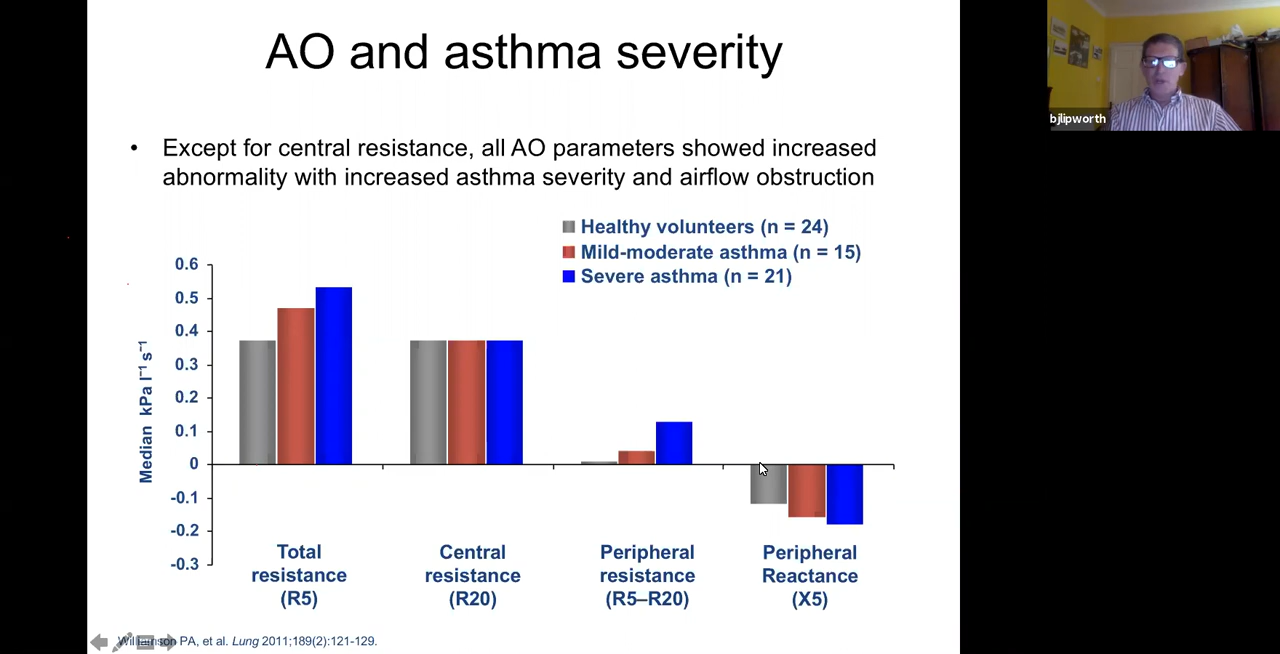 AO and asthma severity
bjlipworth
• Except for central resistance, all AO parameters showed increased
abnormality with increased asthma severity and airflow obstruction
Healthy volunteers (n = 24)
Mild-moderate asthma (n = 15)
Severe asthma (n = 21)
Median kPa l⁻¹ s⁻¹
0.6
0.5
0.4
0.3
0.2
0.1
0
-0.1
-0.2
-0.3
Total
resistance
(R5)
Central
resistance
(R20)
Peripheral
resistance
(R5–R20)
Peripheral
Reactance
(X5)
Williamson PA, et al. Lung 2011;189(2):121-129.